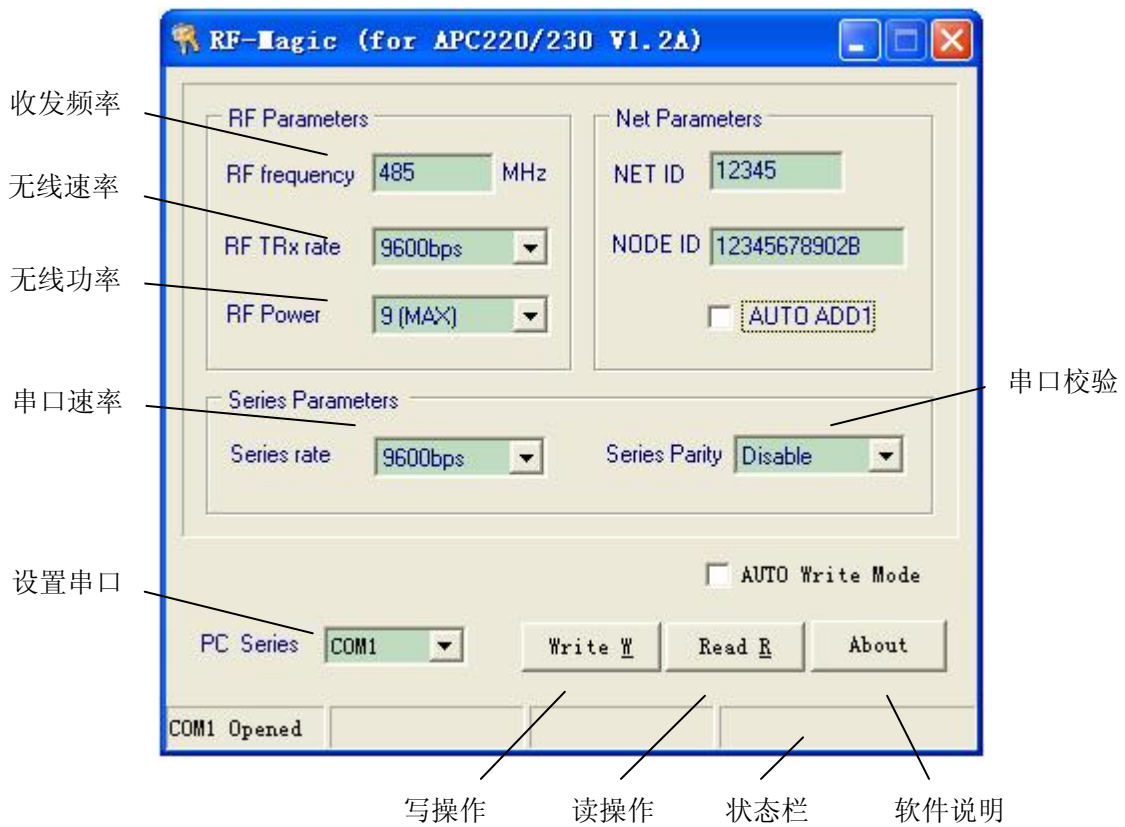 RF-Magic (for APC220/230 V1.2A)
收发频率
RF Parameters
Net Parameters
RF frequency 485 MHz
NET ID 12345
无线速率
RF TRx rate 9600bps
NODE ID 12345678902B
无线功率
RF Power 9 (MAX)
AUTO ADD1
串口校验
串口速率
Series Parameters
Series rate 9600bps
Series Parity Disable
设置串口
AUTO Write Mode
PC Series COM1
Write W
Read R
About
COM1 Opened
写操作 读操作 状态栏 软件说明